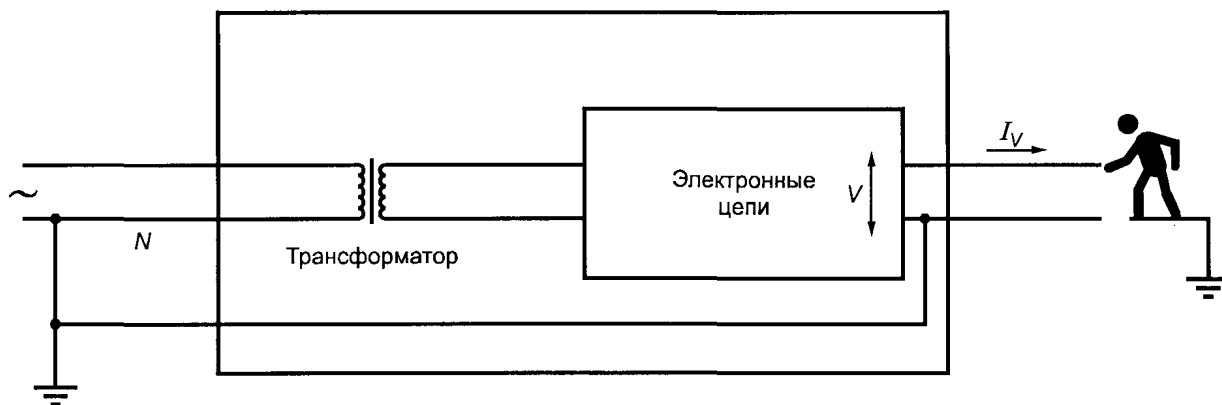 I_V
Электронные
цепи
V
~
N
Трансформатор